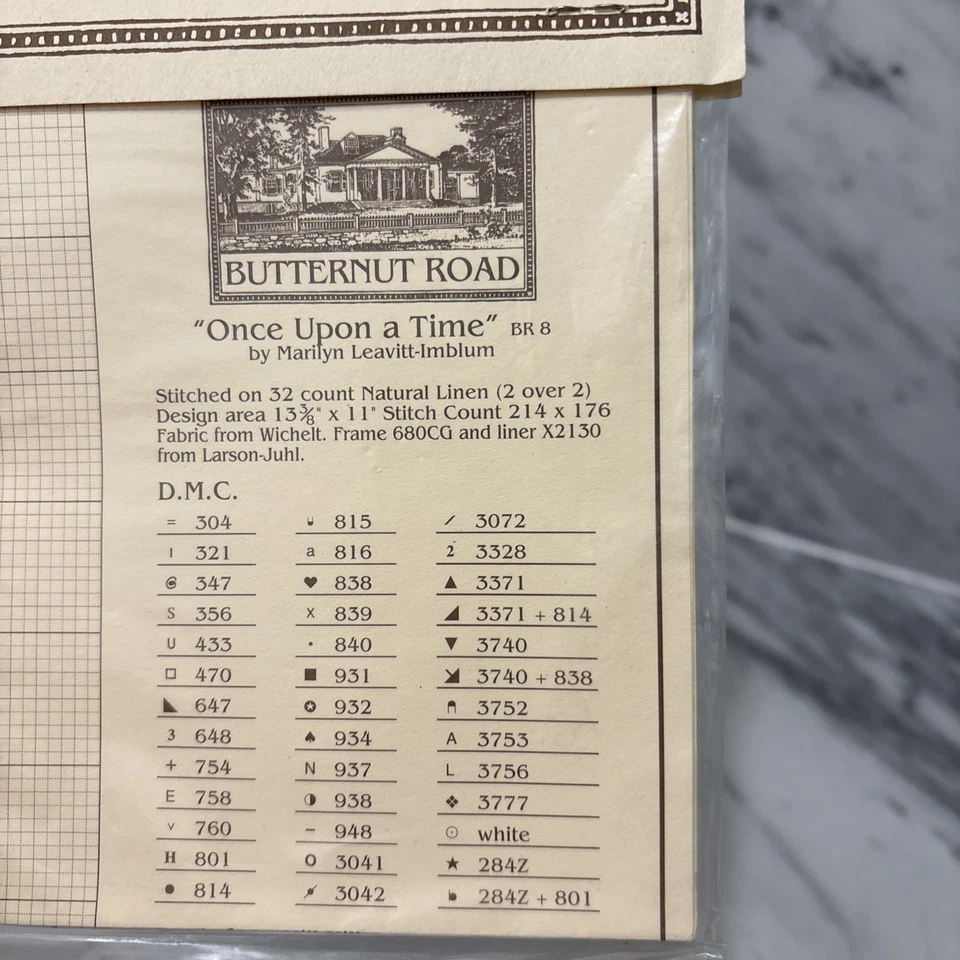 BUTTERNUT ROAD
"Once Upon a Time" BR 8
by Marilyn Leavitt-Imblum
Stitched on 32 count Natural Linen (2 over 2)
Design area 13⅜" x 11" Stitch Count 214 x 176
Fabric from Wichelt. Frame 680CG and liner X2130
from Larson-Juhl.
D.M.C.
= 304
ı 321
@ 347
S 356
U 433
□ 470
◣ 647
3 648
+ 754
E 758
v 760
H 801
● 814
815
a 816
♥ 838
x 839
• 840
■ 931
✪ 932
♠ 934
N 937
◑ 938
– 948
O 3041
3042
/ 3072
2 3328
▲ 3371
◢ 3371 + 814
▼ 3740
3740 + 838
3752
A 3753
L 3756
❖ 3777
⊙ white
★ 284Z
284Z + 801